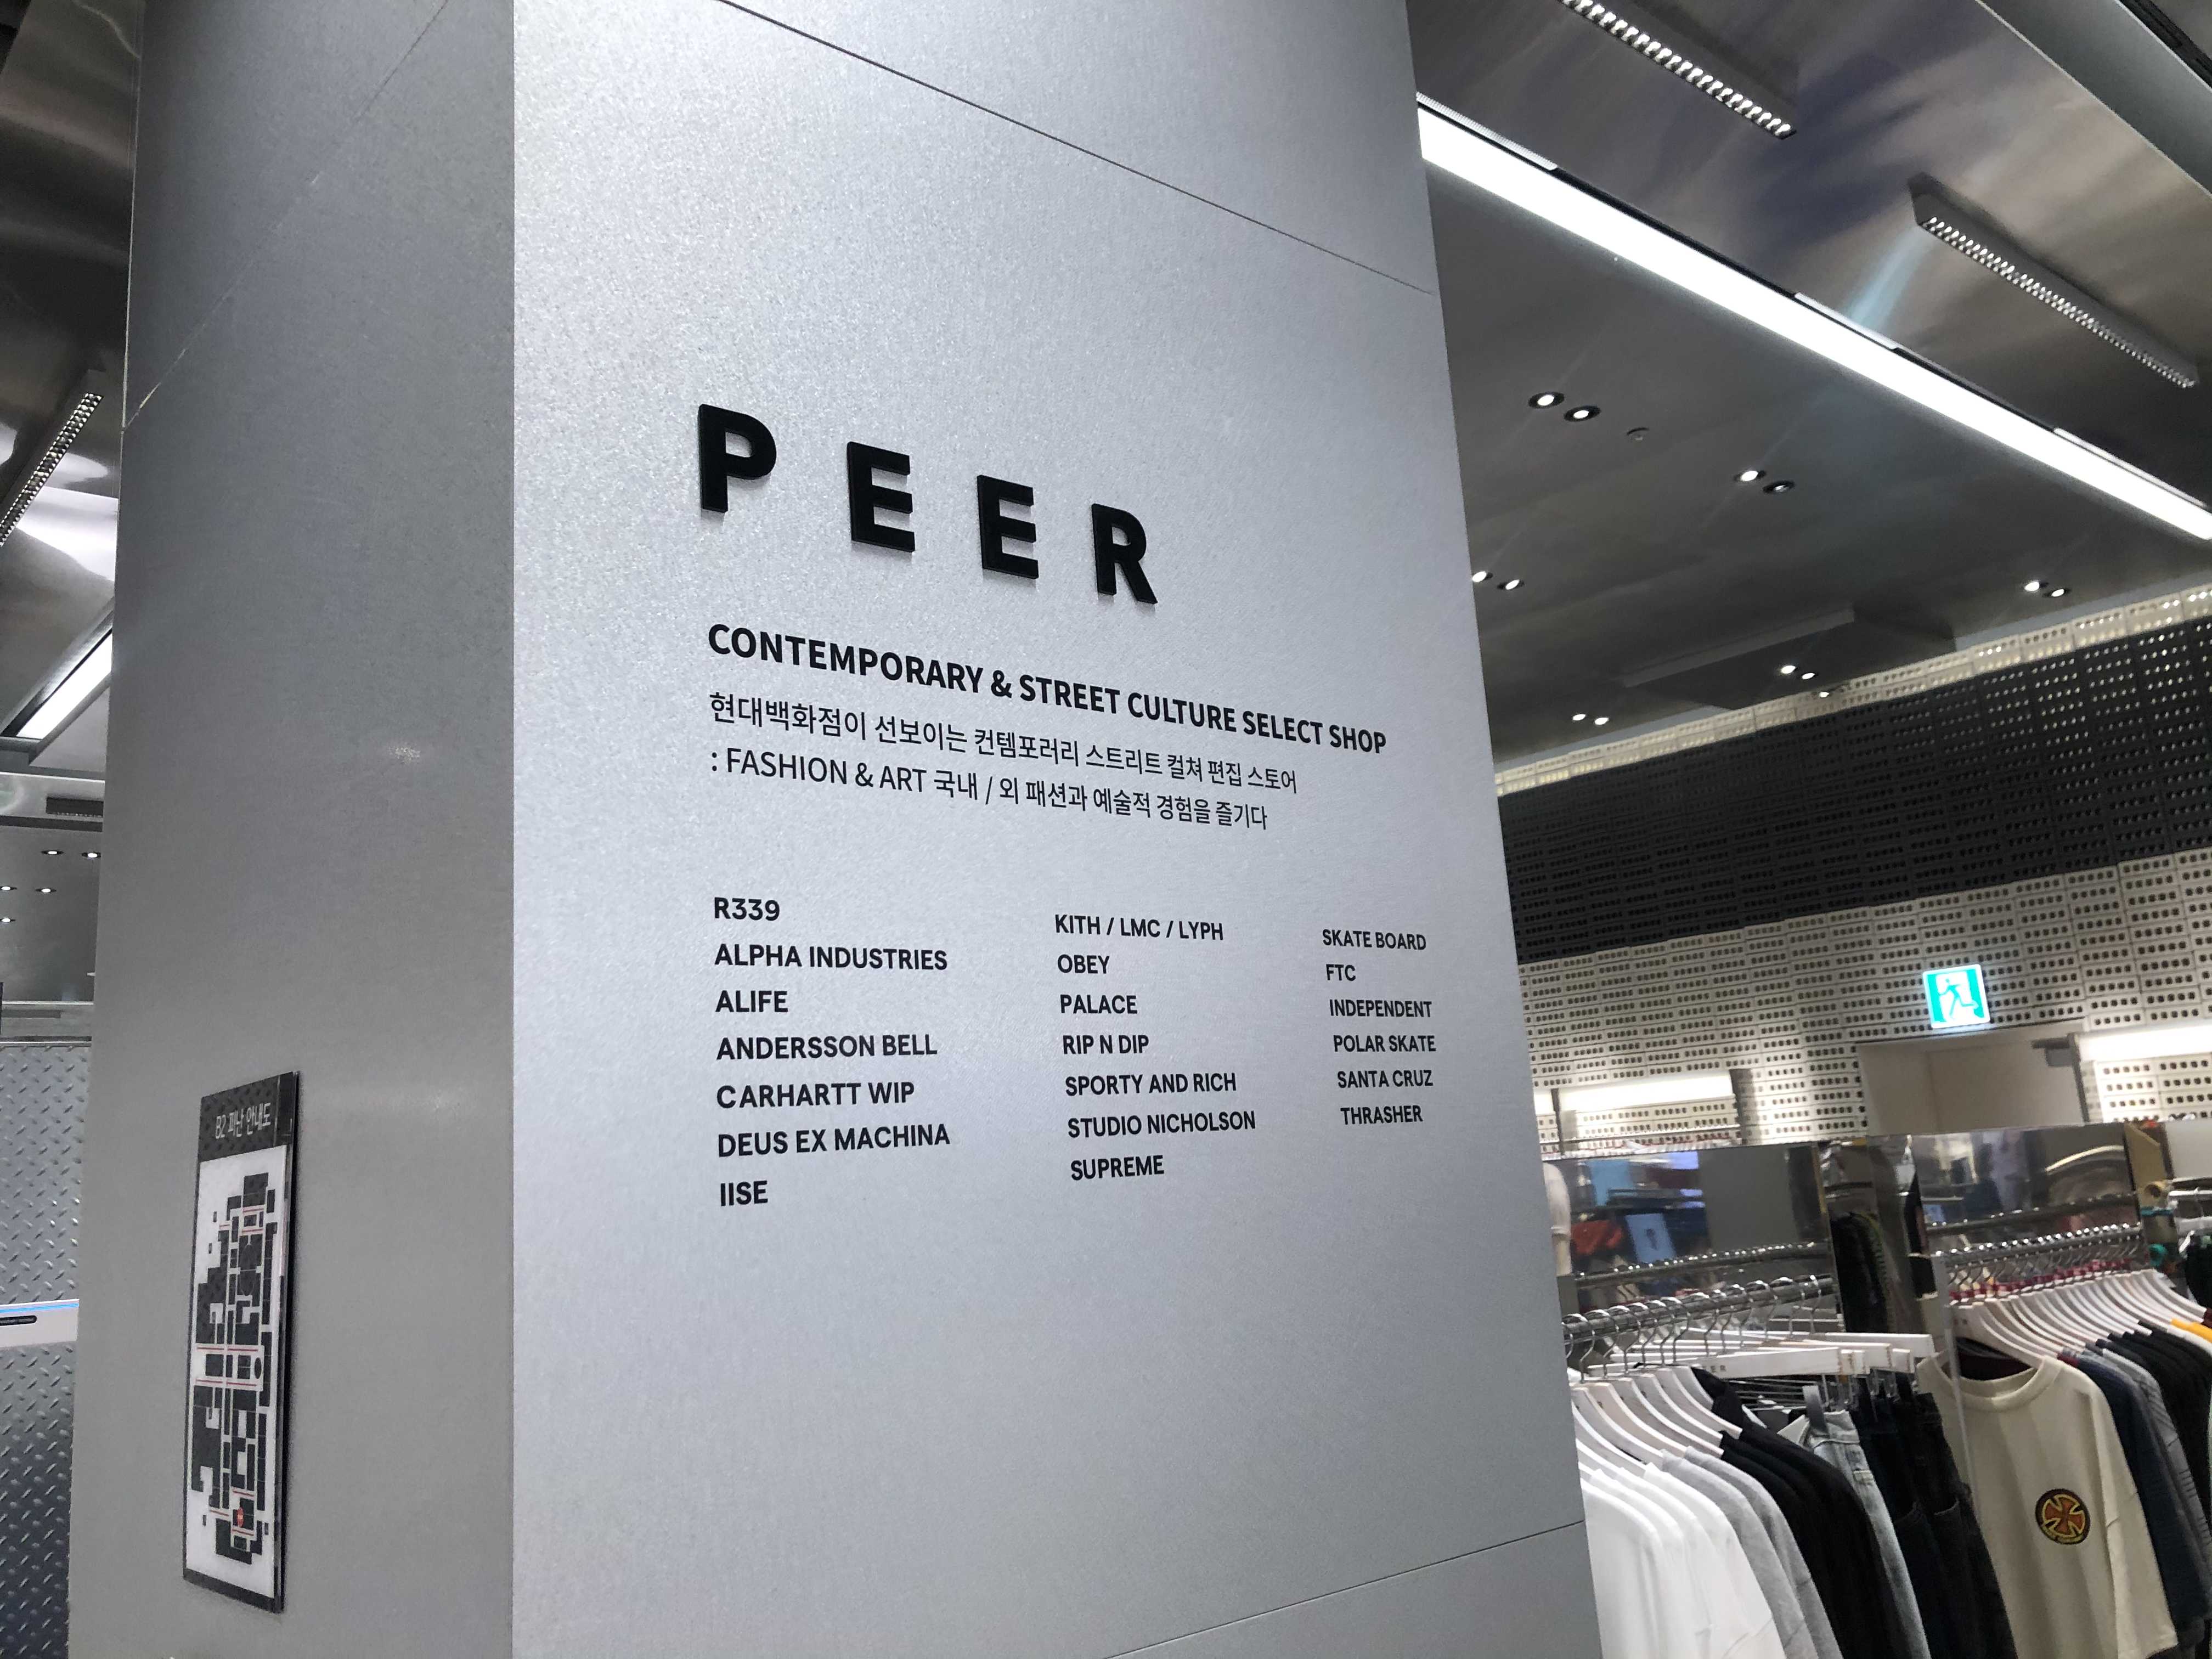 PEER
CONTEMPORARY & STREET CULTURE SELECT SHOP
현대백화점이 선보이는 컨템포러리 스트리트 컬쳐 편집 스토어
: FASHION & ART 국내 / 외 패션과 예술적 경험을 즐기다
R339
ALPHA INDUSTRIES
ALIFE
ANDERSSON BELL
CARHARTT WIP
DEUS EX MACHINA
IISE
KITH / LMC / LYPH
OBEY
PALACE
RIP N DIP
SPORTY AND RICH
STUDIO NICHOLSON
SUPREME
SKATE BOARD
FTC
INDEPENDENT
POLAR SKATE
SANTA CRUZ
THRASHER
B2 피난 안내도